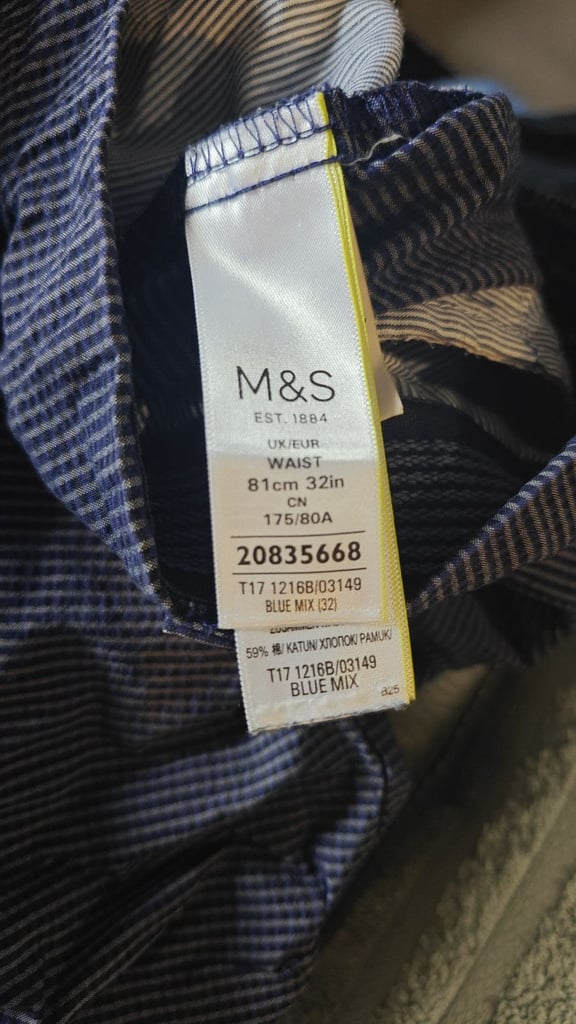 M&S
EST. 1884
UK/EUR
WAIST
81cm 32in
CN
175/80A
20835668
T17 1216B/03149
BLUE MIX (32)
59% 棉/ KATUN/ ХЛОПОК/ PAMUK/
T17 1216B/03149
BLUE MIX
B25